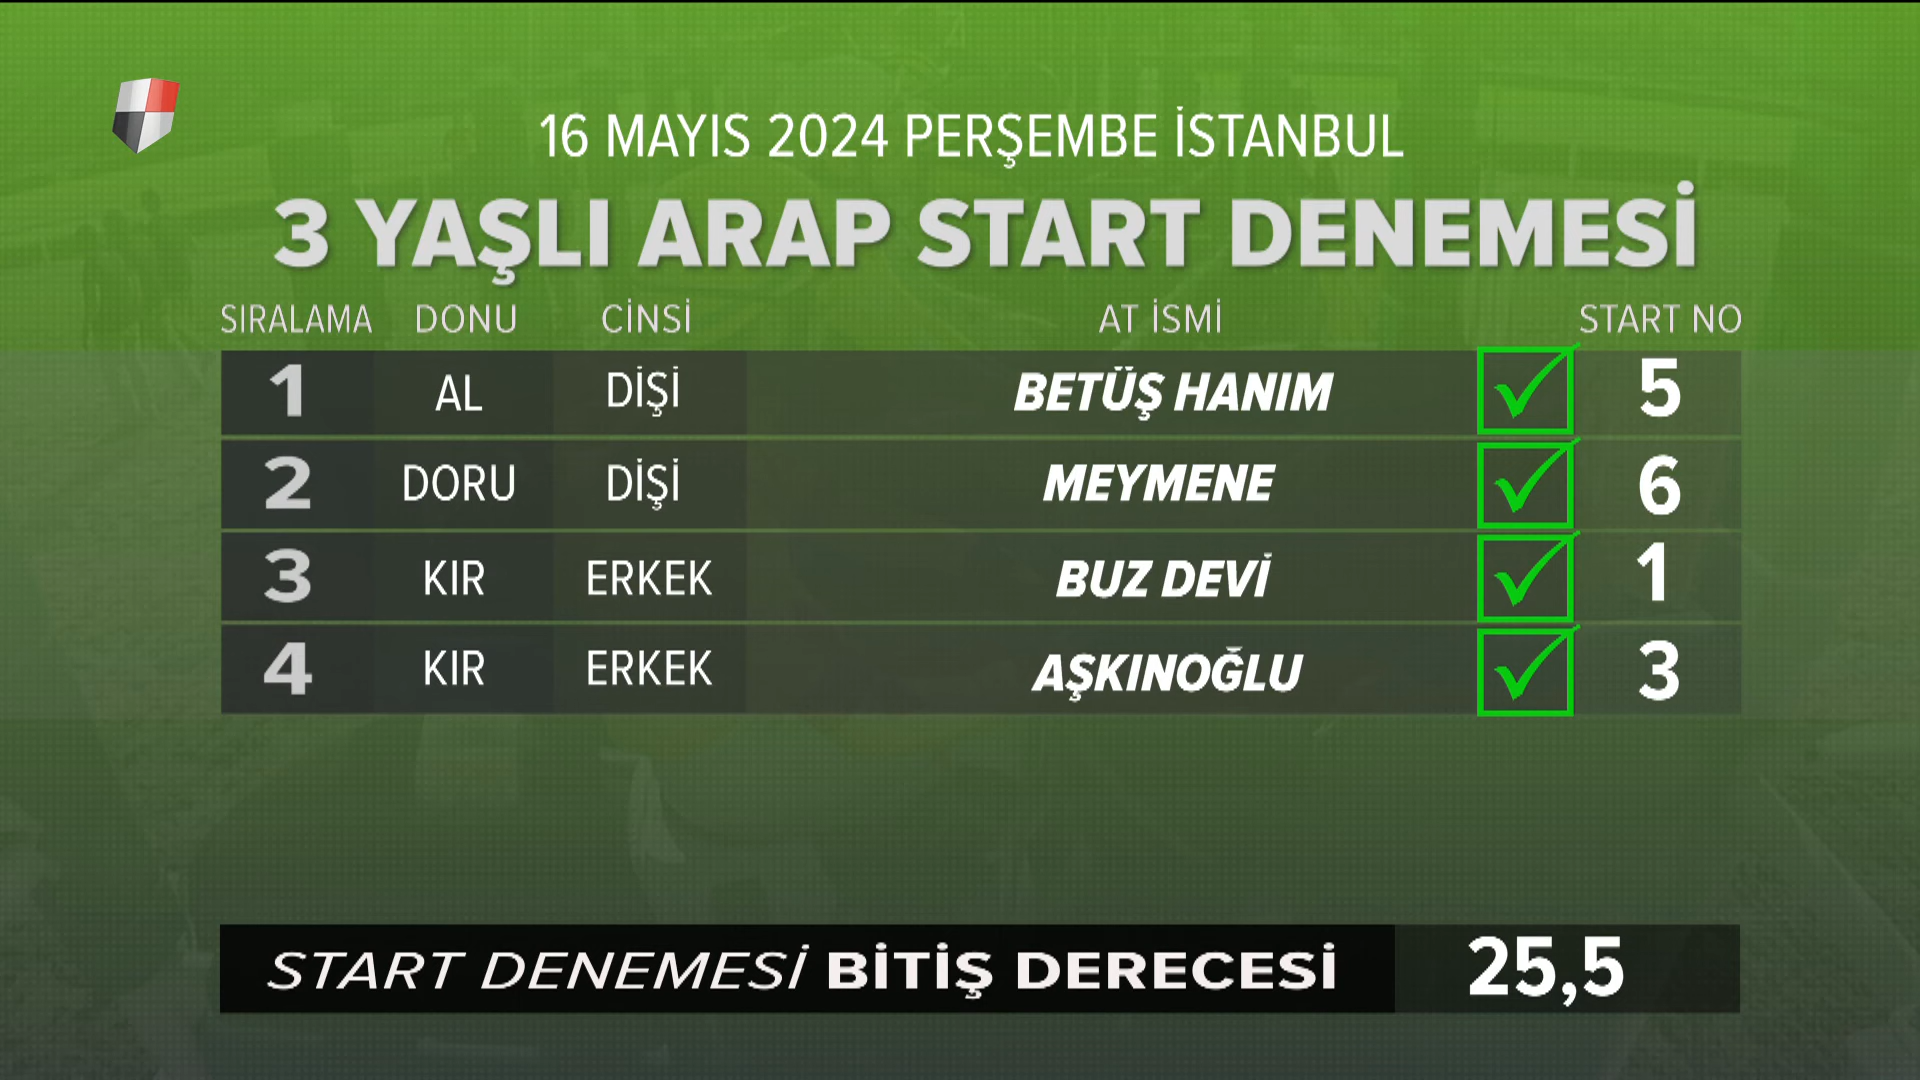 16 MAYIS 2024 PERŞEMBE İSTANBUL
3 YAŞLI ARAP START DENEMESİ
SIRALAMA DONU CİNSİ AT İSMİ START NO
1 AL DİŞİ BETÜŞ HANIM 5
2 DORU DİŞİ MEYMENE 6
3 KIR ERKEK BUZ DEVİ 1
4 KIR ERKEK AŞKINOĞLU 3
START DENEMESİ BİTİŞ DERECESİ 25,5